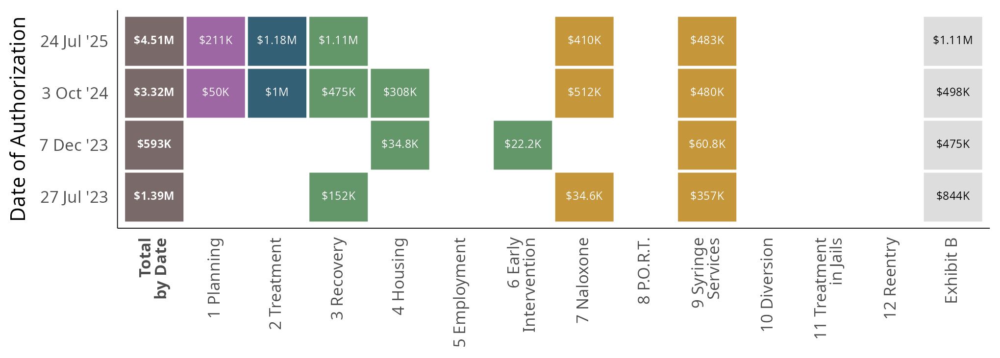 Date of Authorization
24 Jul '25
$4.51M
$211K
$1.18M
$1.11M
$410K
$483K
$1.11M
3 Oct '24
$3.32M
$50K
$1M
$475K
$308K
$512K
$480K
$498K
7 Dec '23
$593K
$34.8K
$22.2K
$60.8K
$475K
27 Jul '23
$1.39M
$152K
$34.6K
$357K
$844K
Total
by Date
1 Planning
2 Treatment
3 Recovery
4 Housing
5 Employment
6 Early
Intervention
7 Naloxone
8 P.O.R.T.
9 Syringe
Services
10 Diversion
11 Treatment
in Jails
12 Reentry
Exhibit B